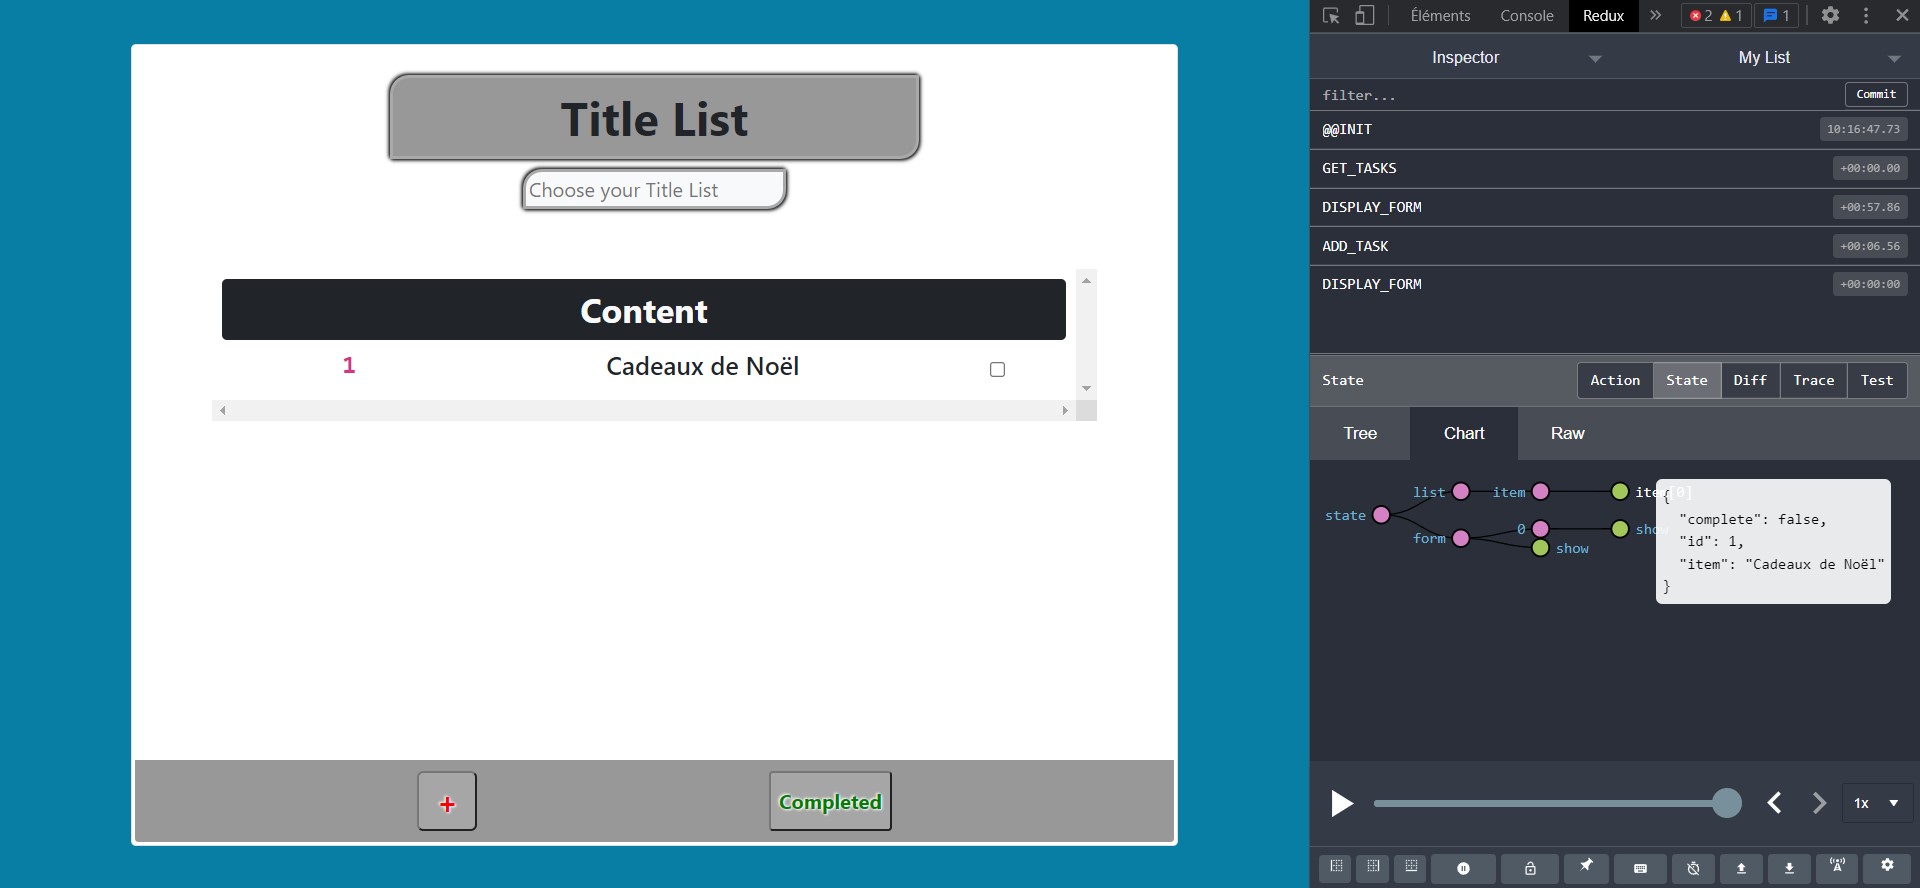 Title List
Choose your Title List
Content
1 Cadeaux de Noël
+ Completed
Éléments Console Redux 2 1 1
Inspector My List
filter... Commit
@@INIT 10:16:47.73
GET_TASKS +00:00.00
DISPLAY_FORM +00:57.86
ADD_TASK +00:06.56
DISPLAY_FORM +00:00:00
State Action State Diff Trace Test
Tree Chart Raw
state
list item item[0]
form 0 show
show
{
"complete": false,
"id": 1,
"item": "Cadeaux de Noël"
}
1x